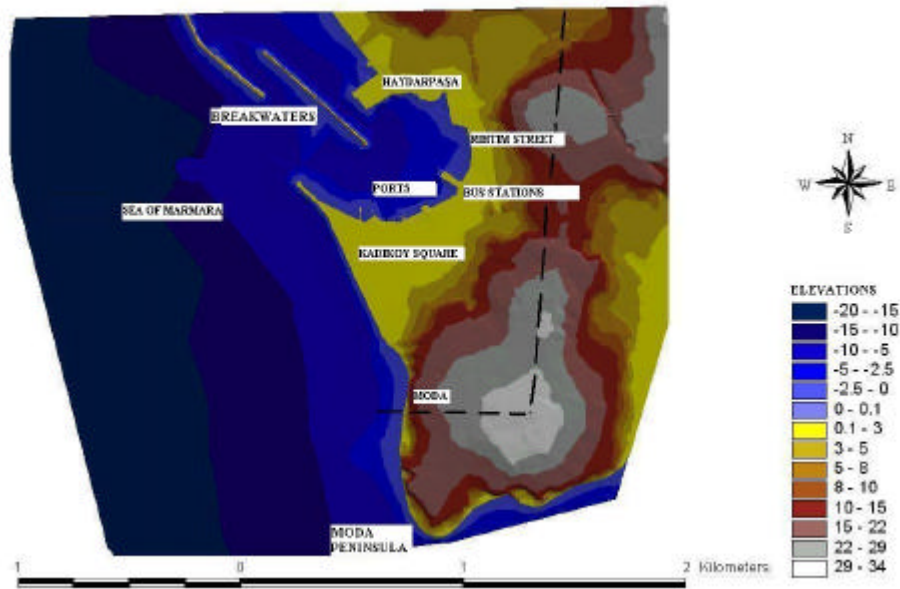 HAYDARPASA
BREAKWATERS
RIHTIM STREET
PORTS
BUS STATIONS
SEA OF MARMARA
KADIKOY SQUARE
MODA
MODA
PENINSULA
N
W E
S
ELEVATIONS
-20 - -15
-15 - -10
-10 - -5
-5 - -2.5
-2.5 - 0
0 - 0.1
0.1 - 3
3 - 5
5 - 8
8 - 10
10 - 15
15 - 22
22 - 29
29 - 34
1 0 1 2 Kilometers